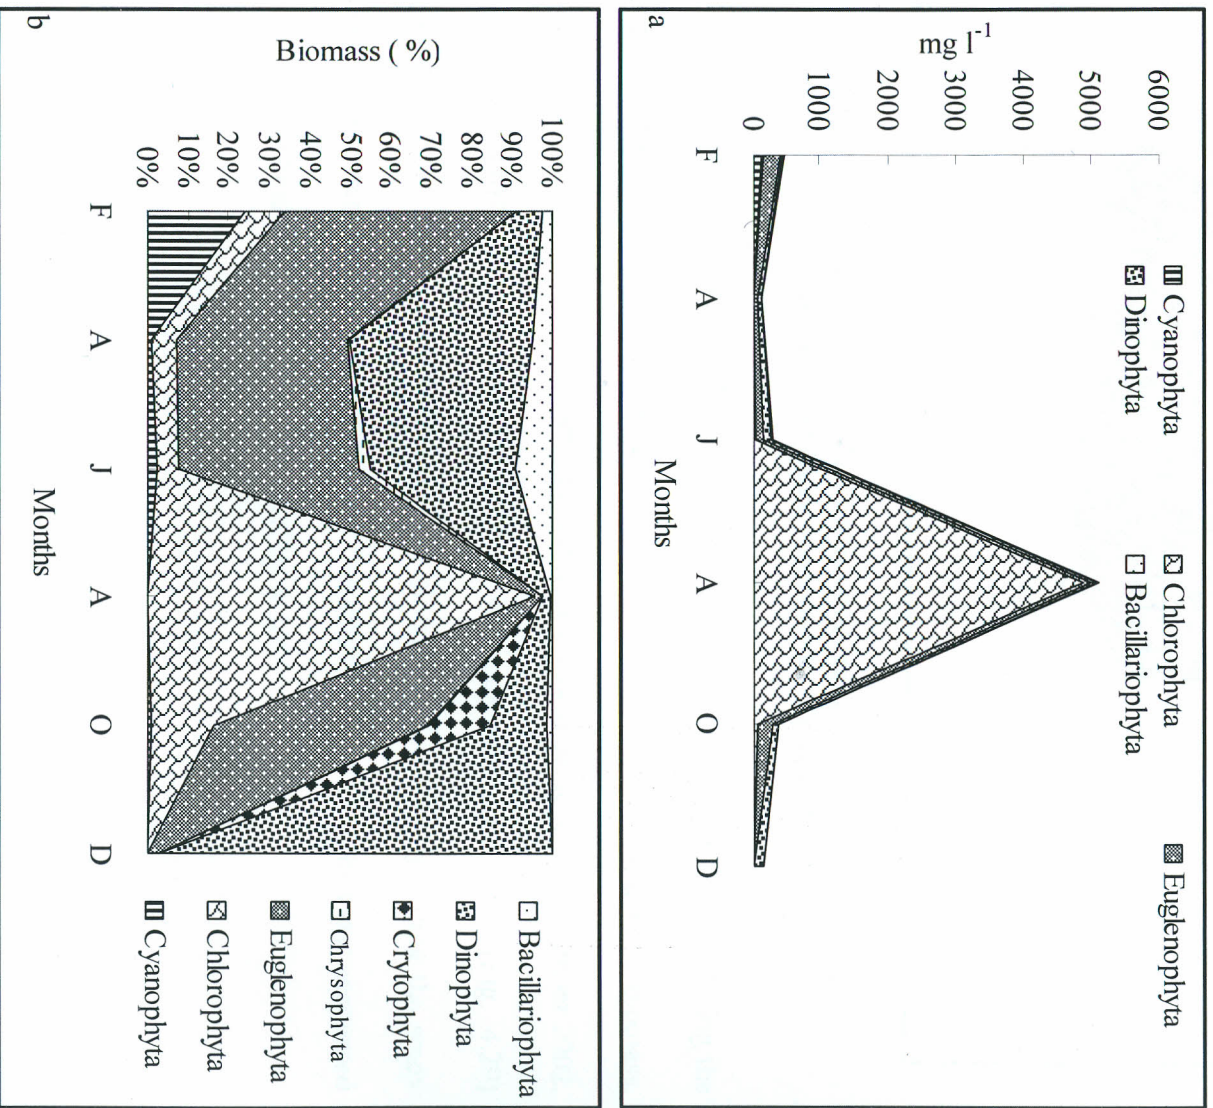 a
mg l-1
6000
5000
4000
3000
2000
1000
0
F A J A O D
Months
Cyanophyta Chlorophyta Euglenophyta
Dinophyta Bacillariophyta
b
Biomass ( %)
100%
90%
80%
70%
60%
50%
40%
30%
20%
10%
0%
F A J A O D
Months
Bacillariophyta
Dinophyta
Crytophyta
Chrysophyta
Euglenophyta
Chlorophyta
Cyanophyta